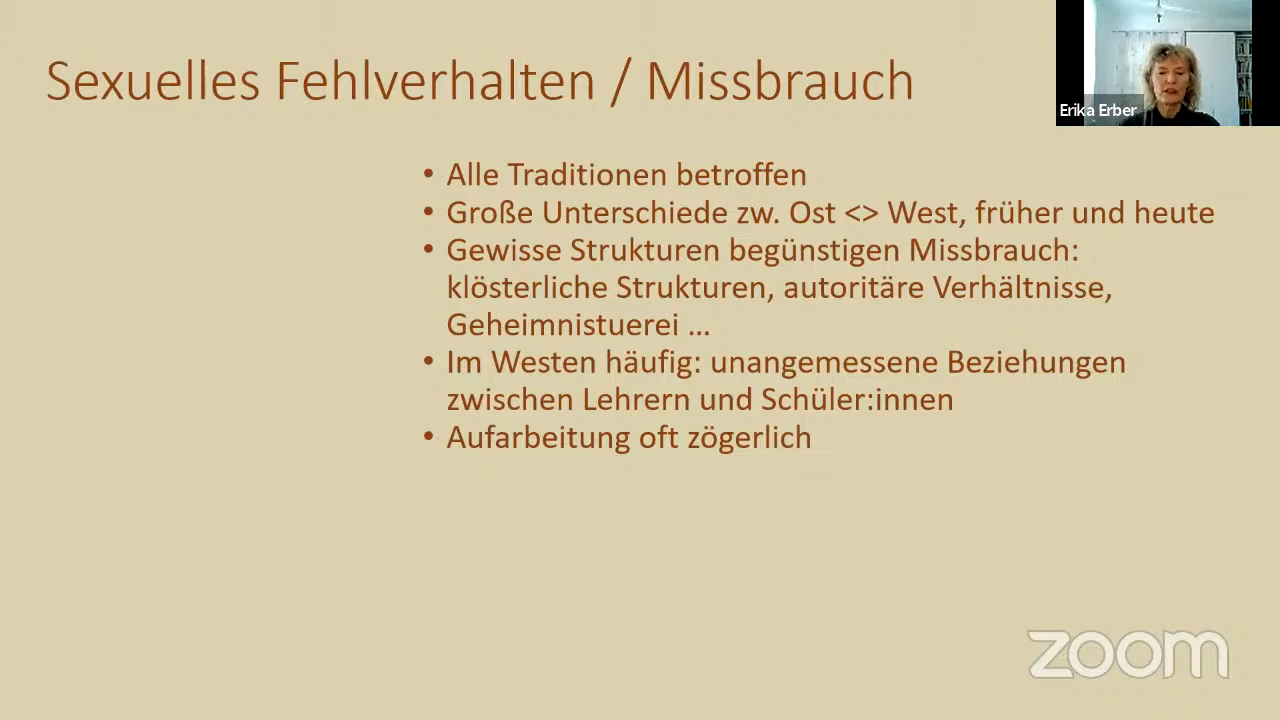 Sexuelles Fehlverhalten / Missbrauch
Erika Erber
• Alle Traditionen betroffen
• Große Unterschiede zw. Ost <> West, früher und heute
• Gewisse Strukturen begünstigen Missbrauch:
klösterliche Strukturen, autoritäre Verhältnisse,
Geheimnistuerei …
• Im Westen häufig: unangemessene Beziehungen
zwischen Lehrern und Schüler:innen
• Aufarbeitung oft zögerlich
zoom